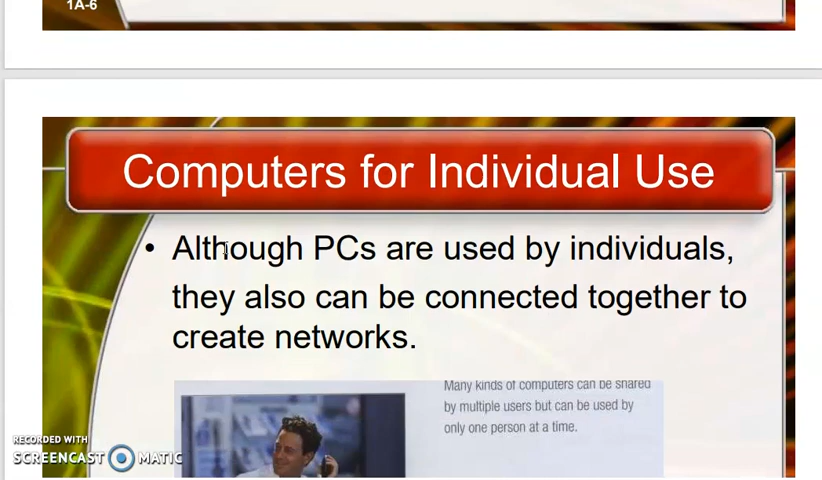 1A-6
Computers for Individual Use
• Although PCs are used by individuals,
they also can be connected together to
create networks.
Many kinds of computers can be shared
by multiple users but can be used by
only one person at a time.
RECORDED WITH
SCREENCAST MATIC